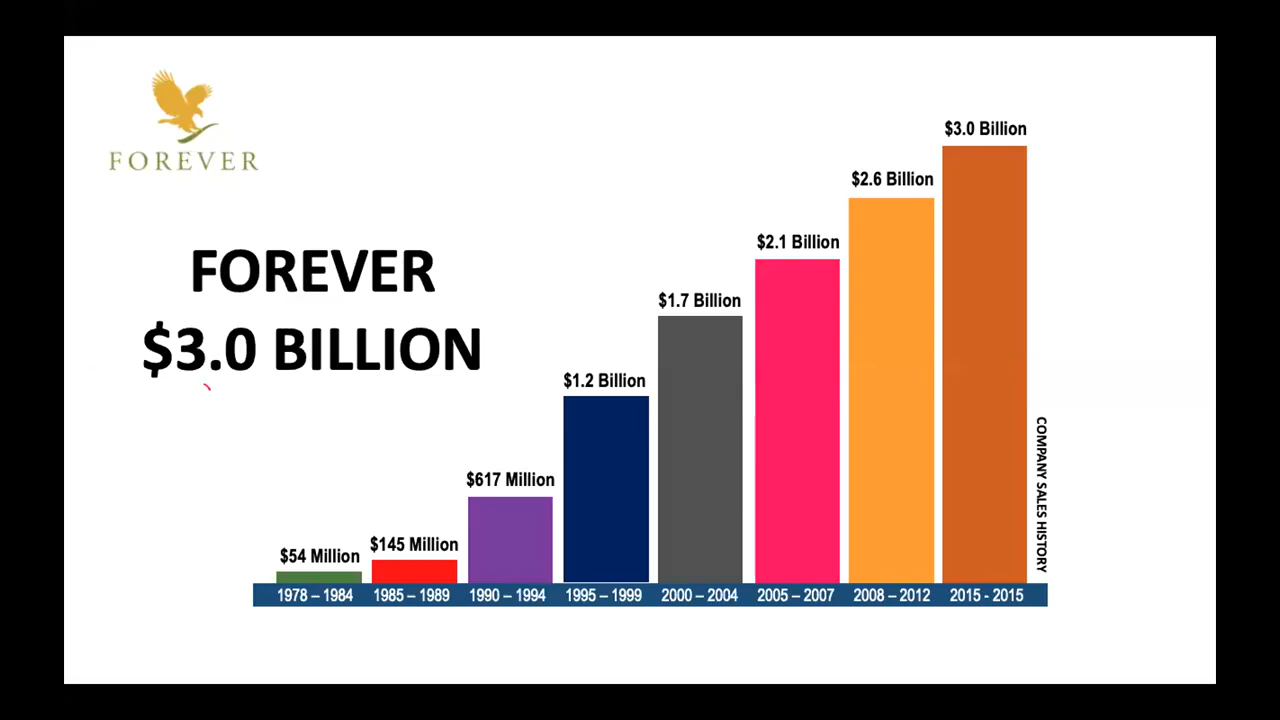 FOREVER
FOREVER
$3.0 BILLION
$54 Million
$145 Million
$617 Million
$1.2 Billion
$1.7 Billion
$2.1 Billion
$2.6 Billion
$3.0 Billion
COMPANY SALES HISTORY
1978 – 1984
1985 – 1989
1990 – 1994
1995 – 1999
2000 – 2004
2005 – 2007
2008 – 2012
2015 - 2015